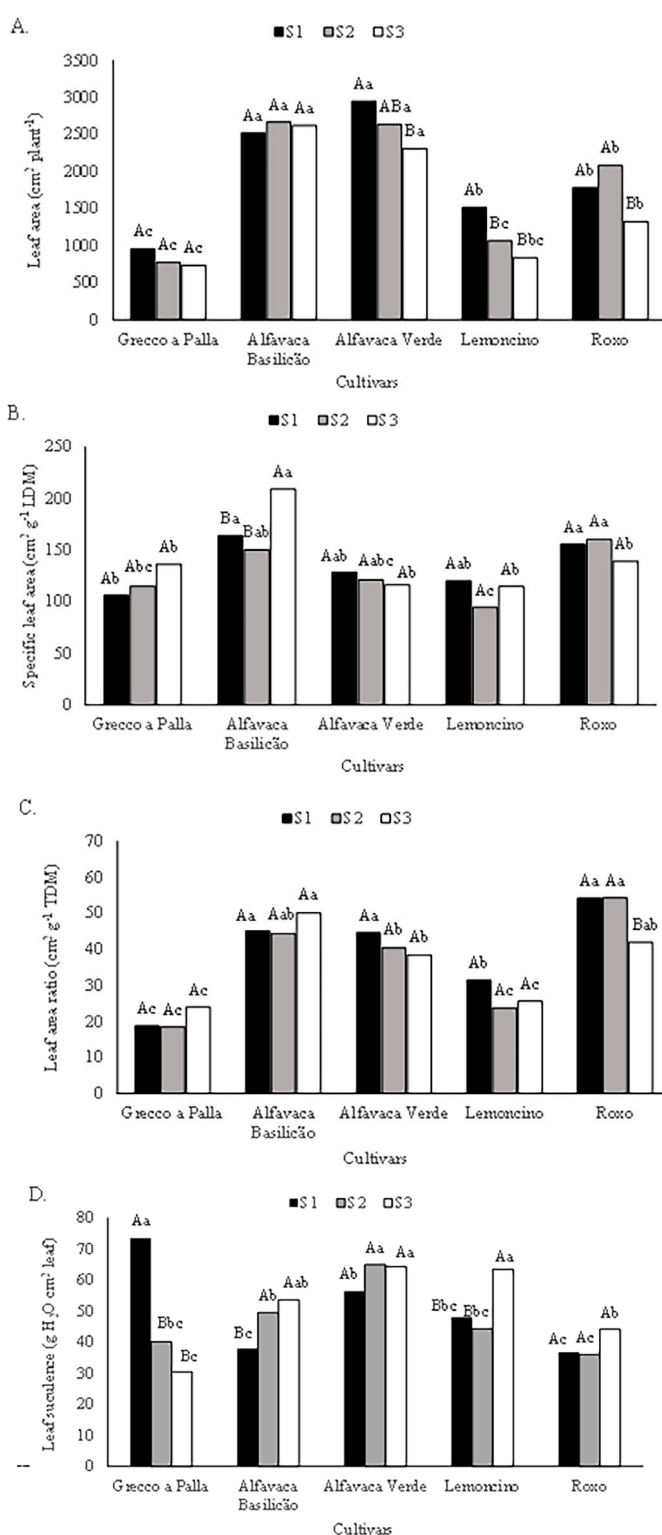 A.
S1 S2 S3
Leaf area (cm² plant⁻¹)
3500
3000
2500
2000
1500
1000
500
0
Ac Ac Ac
Aa Aa Aa
Aa ABa Ba
Ab Bc Bbc
Ab Ab Bb
Grecco a Palla
Alfavaca Basilicão
Alfavaca Verde
Lemoncino
Roxo
Cultivars
B.
S1 S2 S3
Specific leaf area (cm² g⁻¹ LDM)
250
200
150
100
50
0
Ab Abc Ab
Ba Bab Aa
Aab Aabc Ab
Aab Ac Ab
Aa Aa Ab
Grecco a Palla
Alfavaca Basilicão
Alfavaca Verde
Lemoncino
Roxo
Cultivars
C.
S1 S2 S3
Leaf area ratio (cm² g⁻¹ TDM)
70
60
50
40
30
20
10
0
Ac Ac Ac
Aa Aab Aa
Aa Ab Ab
Ab Ac Ac
Aa Aa Bab
Grecco a Palla
Alfavaca Basilicão
Alfavaca Verde
Lemoncino
Roxo
Cultivars
D.
S1 S2 S3
Leaf suculence (g H₂O cm² leaf)
80
70
60
50
40
30
20
10
0
Aa Bbc Bc
Bc Ab Aab
Ab Aa Aa
Bbc Bbc Aa
Ac Ac Ab
Grecco a Palla
Alfavaca Basilicão
Alfavaca Verde
Lemoncino
Roxo
Cultivars